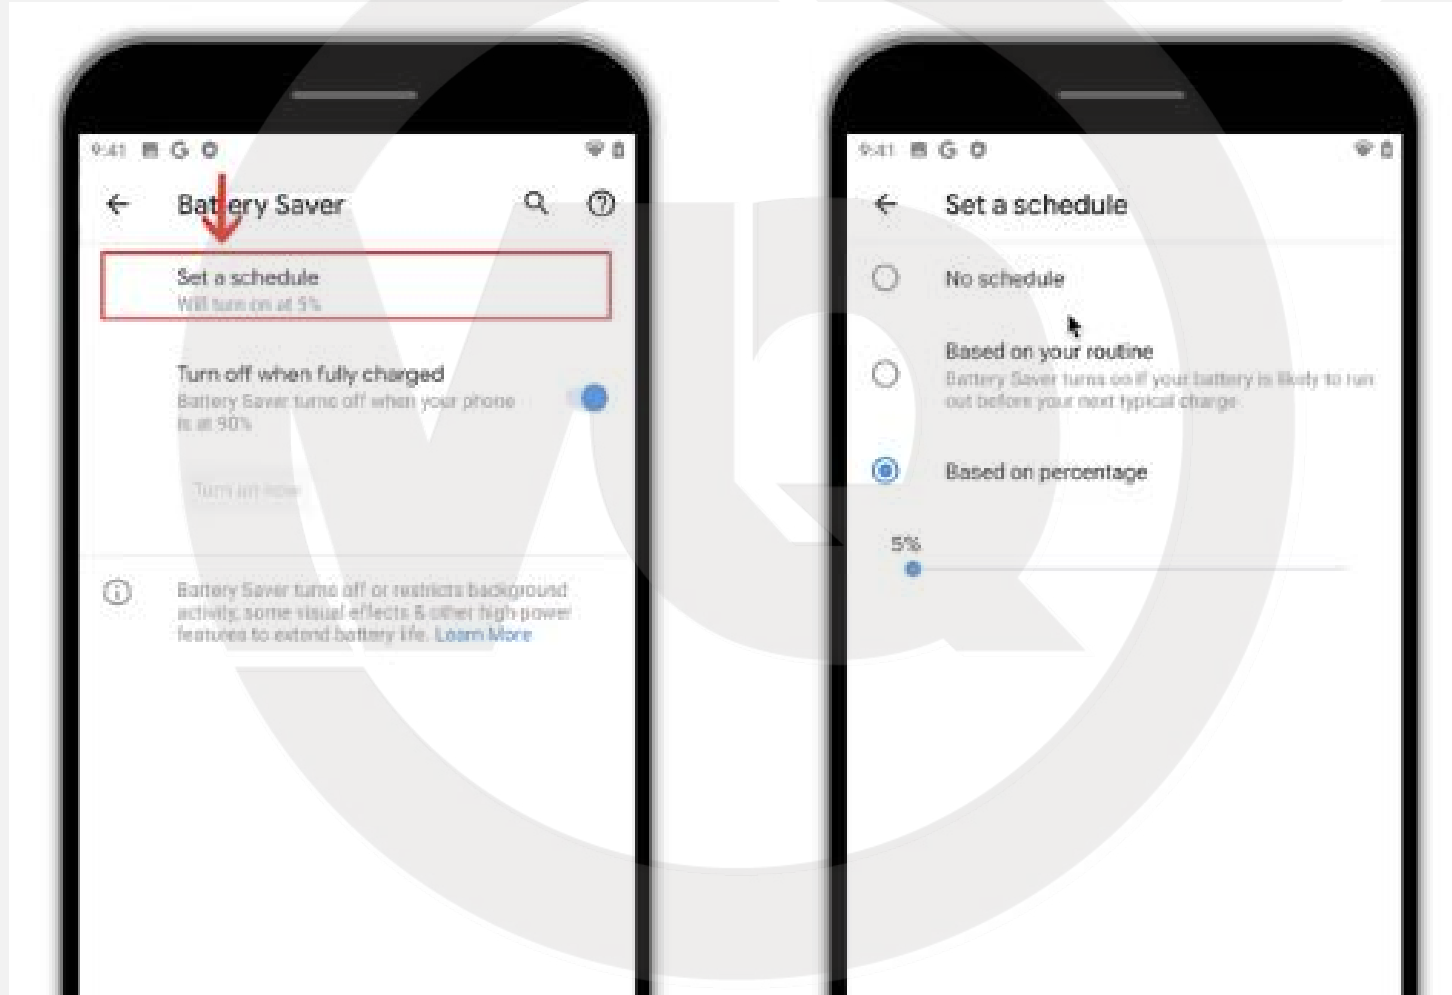 9:41 G
Battery Saver
Set a schedule
Will turn on at 5%
Turn off when fully charged
Battery Saver turns off when your phone
is at 90%
Turn on now
Battery Saver turns off or restricts background
activity, some visual effects & other high power
features to extend battery life. Learn More
9:41 G
Set a schedule
No schedule
Based on your routine
Battery Saver turns on if your battery is likely to run
out before your next typical charge
Based on percentage
5%